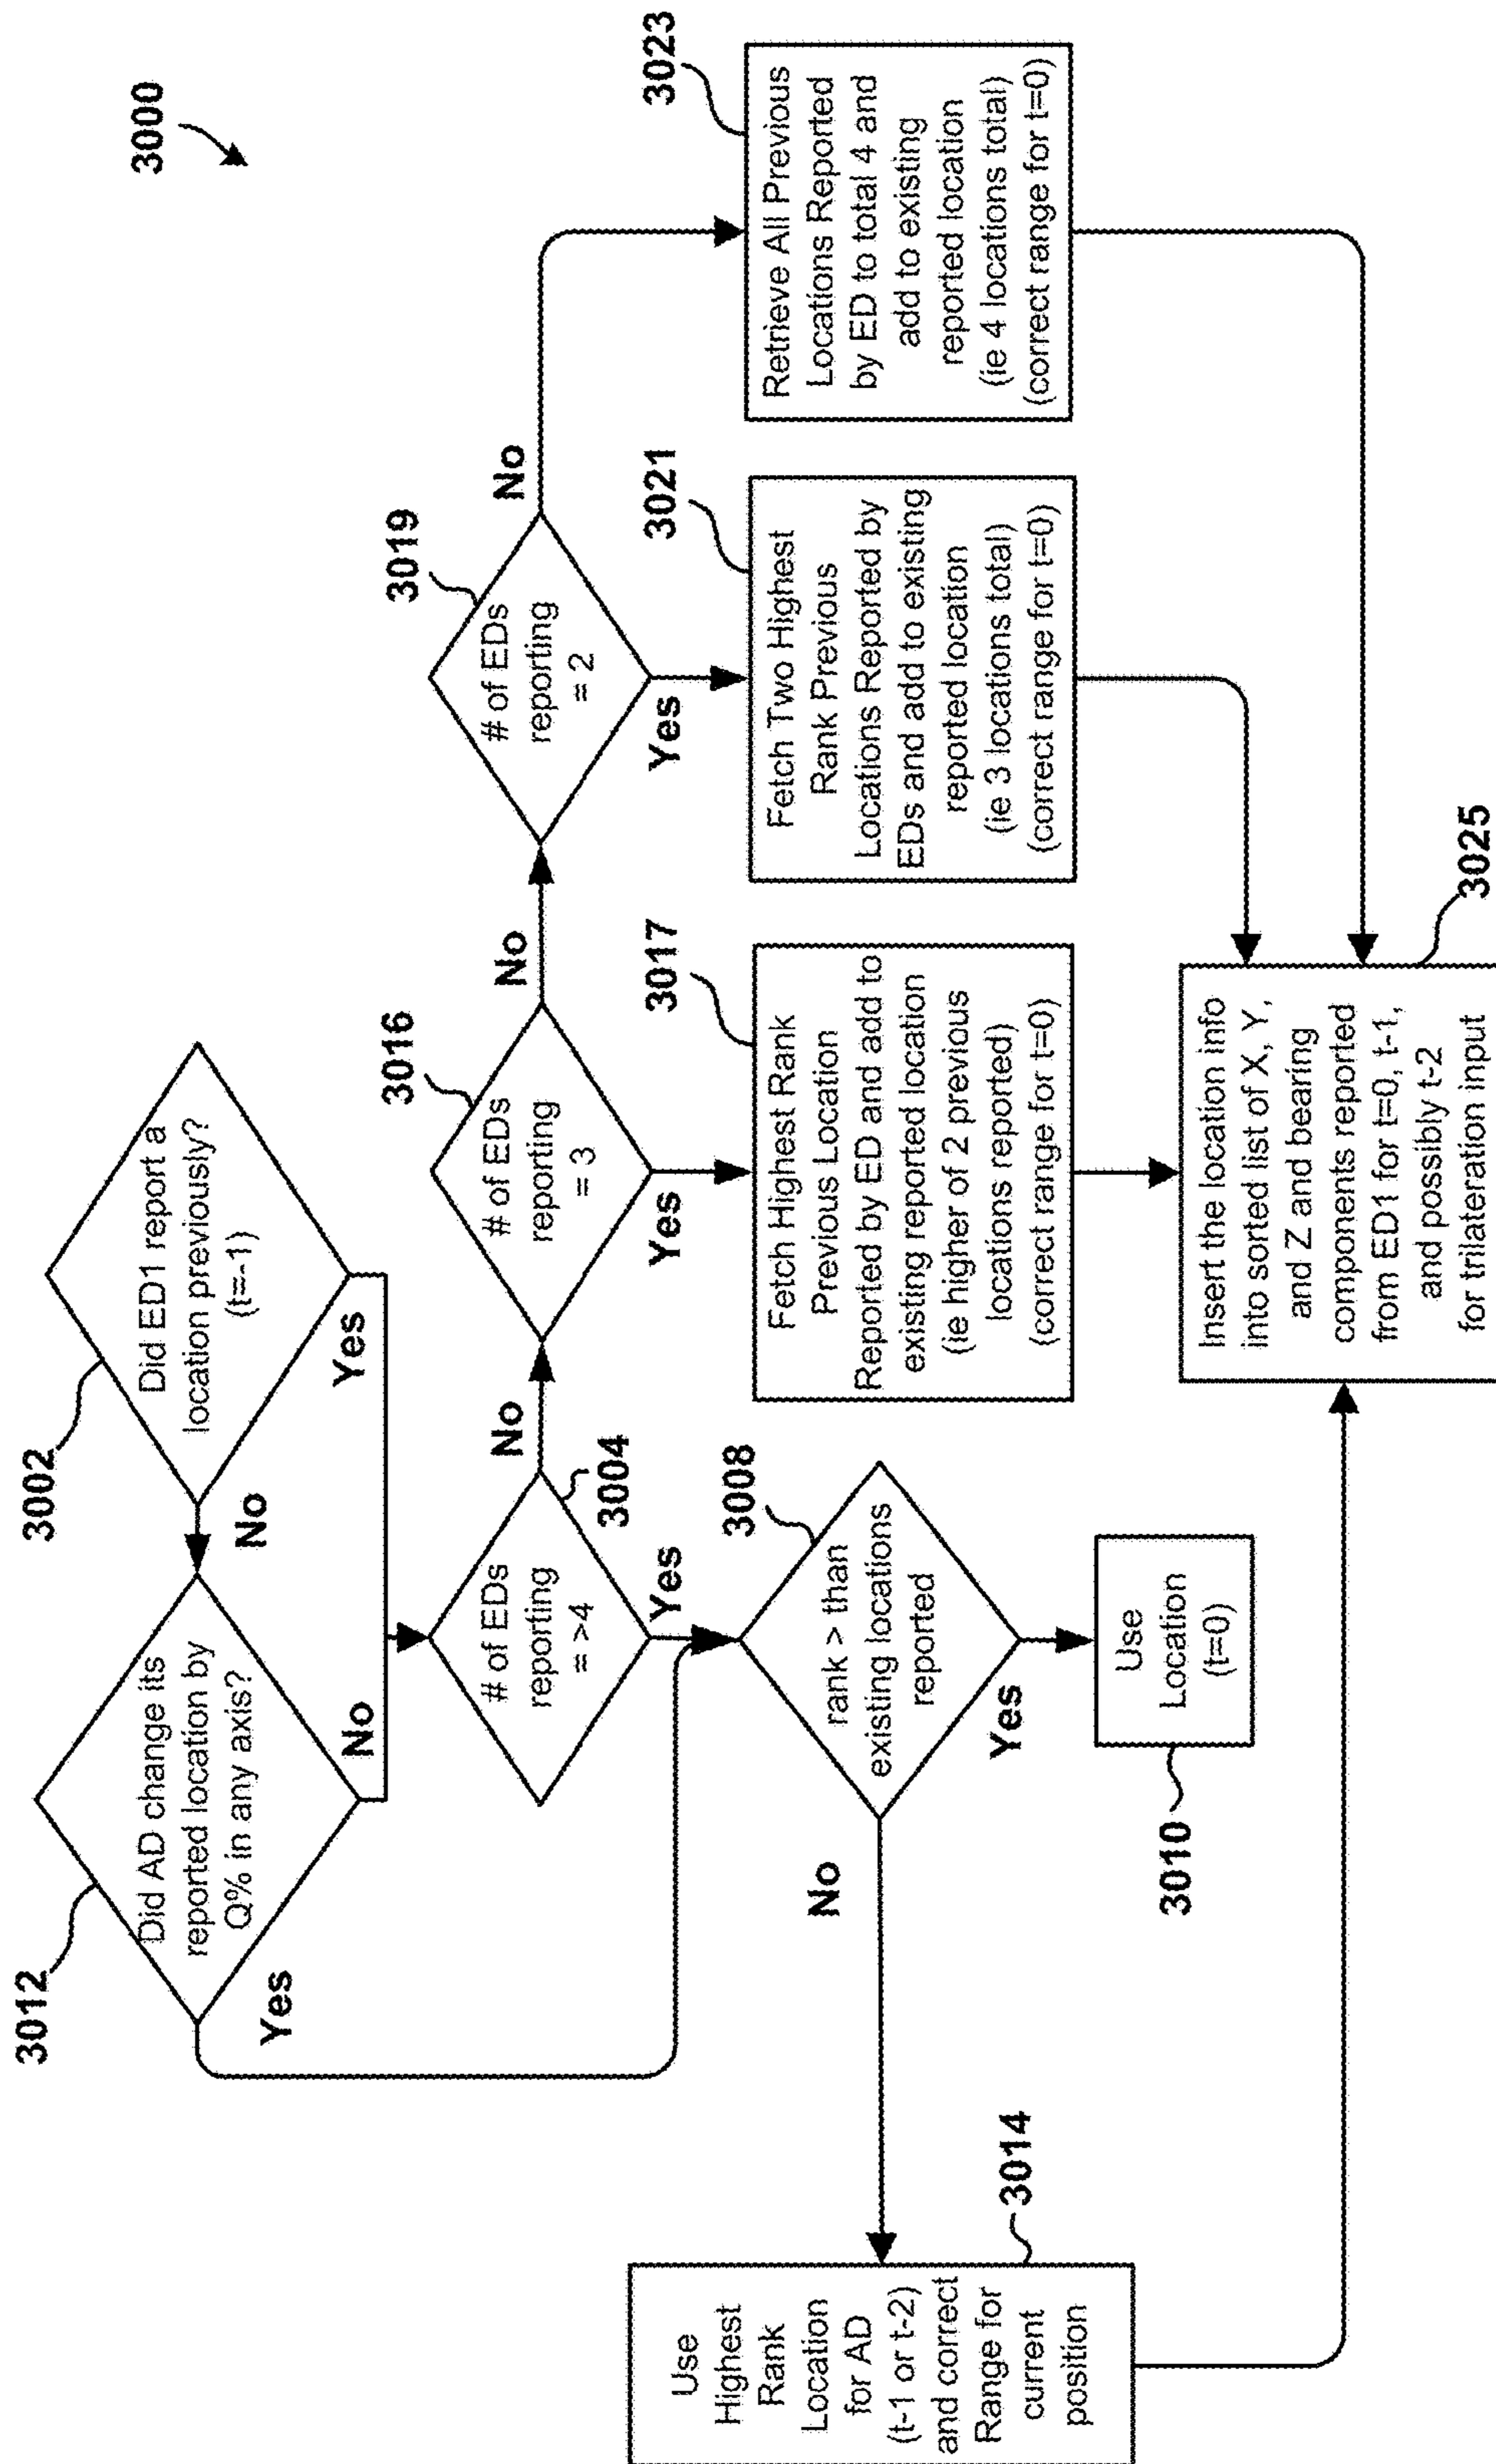 3000
3002
Did ED1 report a
location previously?
(t=-1)
No
Yes
3012
Did AD change its
reported location by
Q% in any axis?
No
Yes
3004
# of EDs
reporting
= >4
No
Yes
3016
# of EDs
reporting
= 3
No
Yes
3019
# of EDs
reporting
= 2
No
Yes
3008
rank > than
existing locations
reported
No
Yes
3017
Fetch Highest Rank
Previous Location
Reported by ED and add to
existing reported location
(ie higher of 2 previous
locations reported)
(correct range for t=0)
3021
Fetch Two Highest
Rank Previous
Locations Reported by
EDs and add to existing
reported location
(ie 3 locations total)
(correct range for t=0)
3023
Retrieve All Previous
Locations Reported
by ED to total 4 and
add to existing
reported location
(ie 4 locations total)
(correct range for t=0)
3010
Use
Location
(t=0)
3014
Use
Highest
Rank
Location
for AD
(t-1 or t-2)
and correct
Range for
current
position
3025
Insert the location info
into sorted list of X, Y,
and Z and bearing
components reported
from ED1 for t=0, t-1,
and possibly t-2
for trilateration input